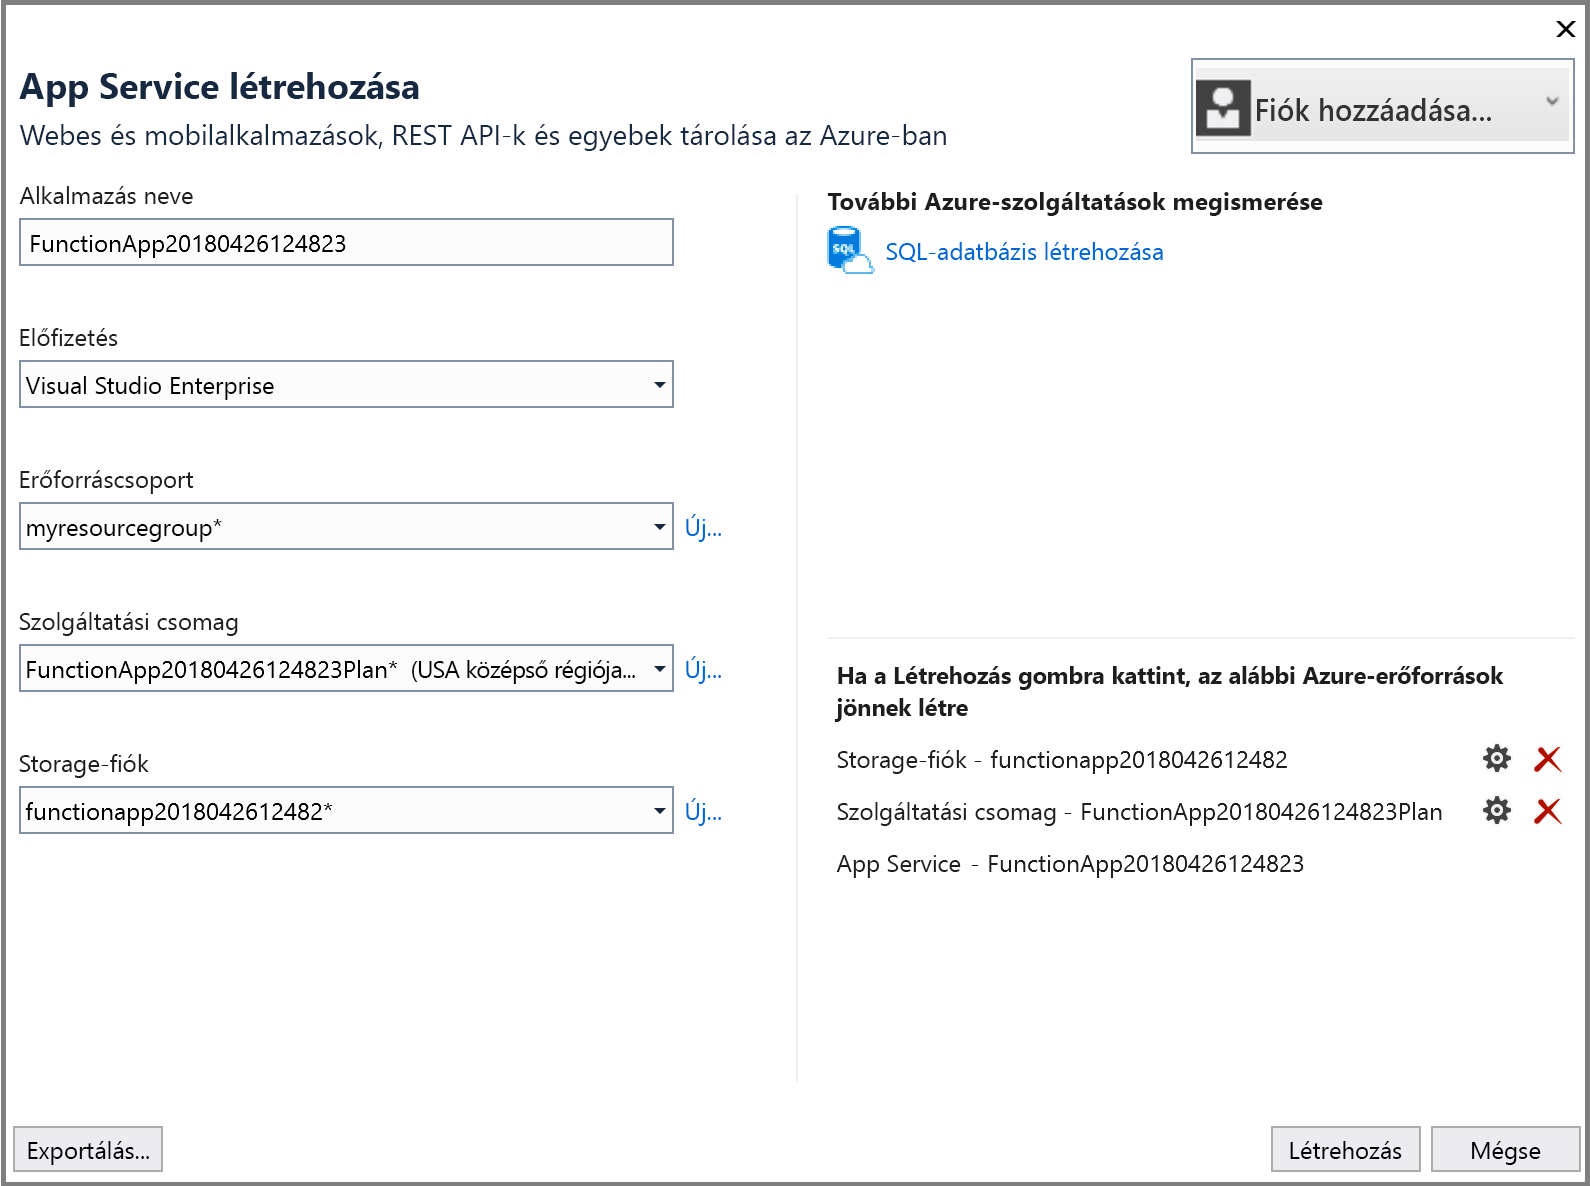 App Service létrehozása
Webes és mobilalkalmazások, REST API-k és egyebek tárolása az Azure-ban
Fiók hozzáadása...
Alkalmazás neve
FunctionApp20180426124823
Előfizetés
Visual Studio Enterprise
Erőforráscsoport
myresourcegroup*
Új...
Szolgáltatási csomag
FunctionApp20180426124823Plan* (USA középső régiója...
Új...
Storage-fiók
functionapp2018042612482*
Új...
További Azure-szolgáltatások megismerése
SQL
SQL-adatbázis létrehozása
Ha a Létrehozás gombra kattint, az alábbi Azure-erőforrások
jönnek létre
Storage-fiók - functionapp2018042612482
Szolgáltatási csomag - FunctionApp20180426124823Plan
App Service - FunctionApp20180426124823
Exportálás...
Létrehozás
Mégse